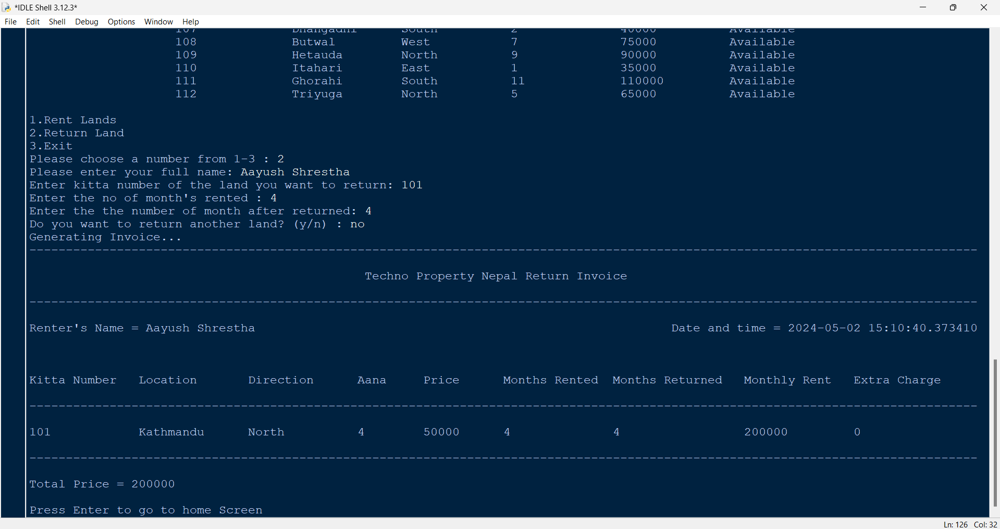 *IDLE Shell 3.12.3*
File Edit Shell Debug Options Window Help
107 Dhangadhi South 2 40000 Available
108 Butwal West 7 75000 Available
109 Hetauda North 9 90000 Available
110 Itahari East 1 35000 Available
111 Ghorahi South 11 110000 Available
112 Triyuga North 5 65000 Available
1.Rent Lands
2.Return Land
3.Exit
Please choose a number from 1-3 : 2
Please enter your full name: Aayush Shrestha
Enter kitta number of the land you want to return: 101
Enter the no of month's rented : 4
Enter the the number of month after returned: 4
Do you want to return another land? (y/n) : no
Generating Invoice...
Techno Property Nepal Return Invoice
Renter's Name = Aayush Shrestha Date and time = 2024-05-02 15:10:40.373410
Kitta Number Location Direction Aana Price Months Rented Months Returned Monthly Rent Extra Charge
101 Kathmandu North 4 50000 4 4 200000 0
Total Price = 200000
Press Enter to go to home Screen
Ln: 126 Col: 32